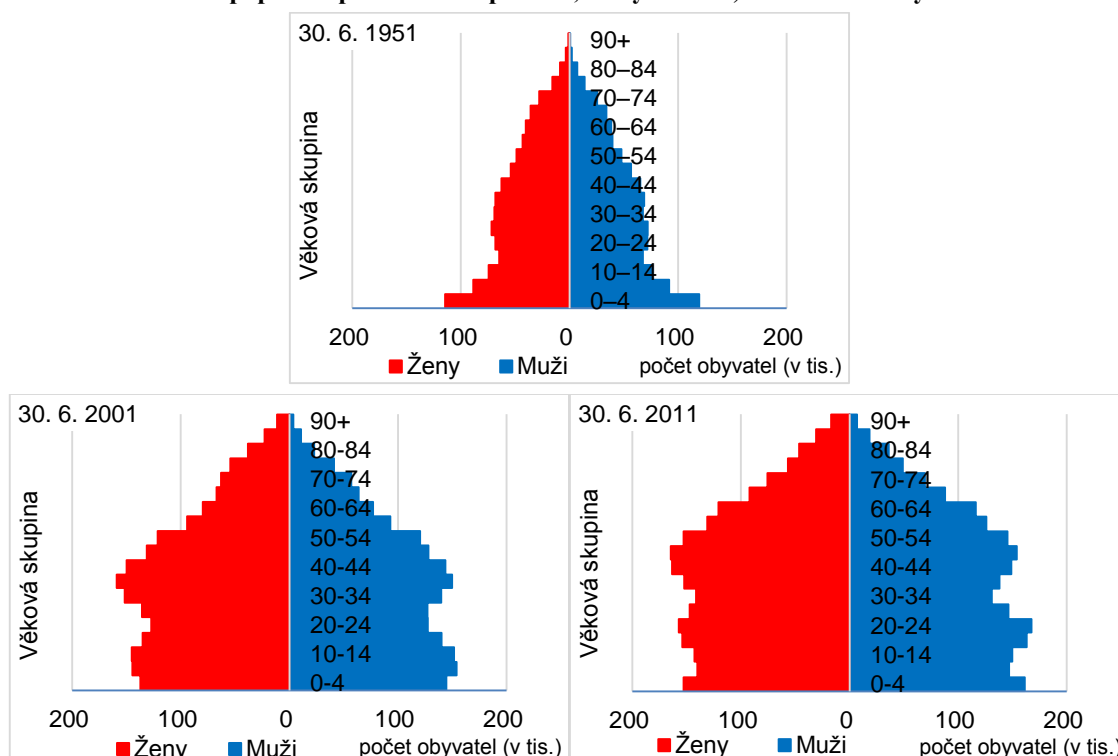 30. 6. 1951
Věková skupina
90+
80–84
70–74
60–64
50–54
40–44
30–34
20–24
10–14
0–4
200 100 0 100 200
Ženy Muži počet obyvatel (v tis.)
30. 6. 2001
Věková skupina
90+
80-84
70-74
60-64
50-54
40-44
30-34
20-24
10-14
0-4
200 100 0 100 200
Ženy Muži počet obyvatel (v tis.)
30. 6. 2011
Věková skupina
90+
80-84
70-74
60-64
50-54
40-44
30-34
20-24
10-14
0-4
200 100 0 100 200
Ženy Muži počet obyvatel (v tis.)